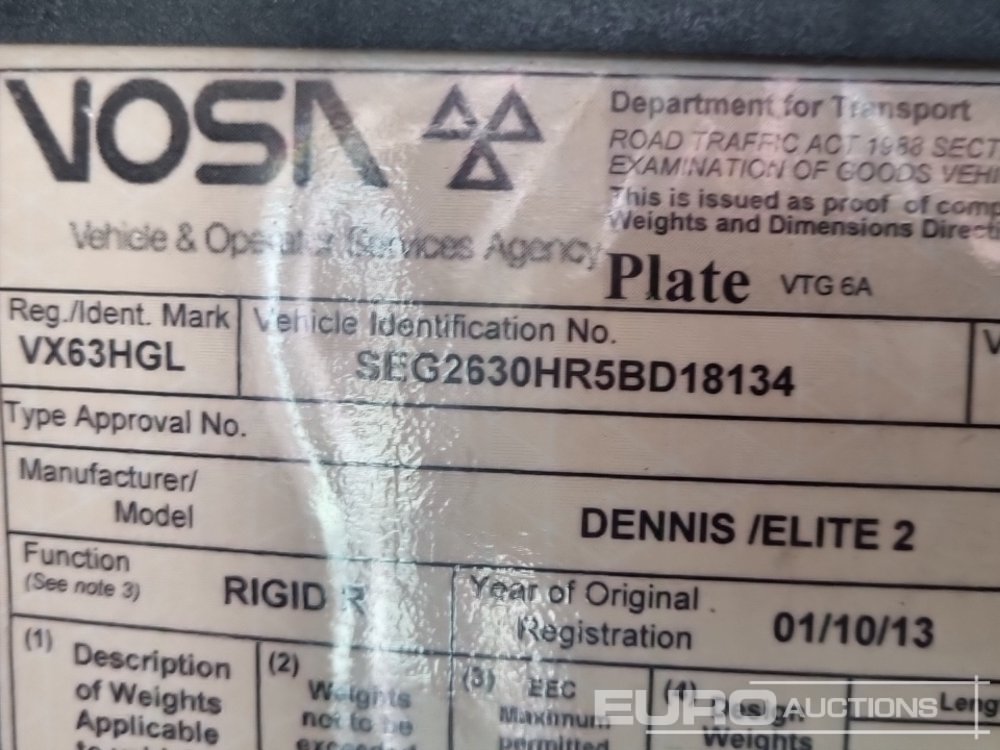 VOSA
Department for Transport
ROAD TRAFFIC ACT 1988 SECT
EXAMINATION OF GOODS VEHI
This is issued as proof of comp
Weights and Dimensions Directi
Vehicle & Operator Services Agency
Plate VTG 6A
Reg./Ident. Mark
VX63HGL
Vehicle Identification No.
SEG2630HR5BD18134
V
Type Approval No.
Manufacturer/
Model
DENNIS /ELITE 2
Function
(See note 3)
RIGID R
Year of Original
Registration
01/10/13
(1) Description
of Weights
Applicable
(2)
Weights
not to be
exceeded
(3) EEC
Maximum
permitted
(4)
Design
Weights
Leng
EURO AUCTIONS